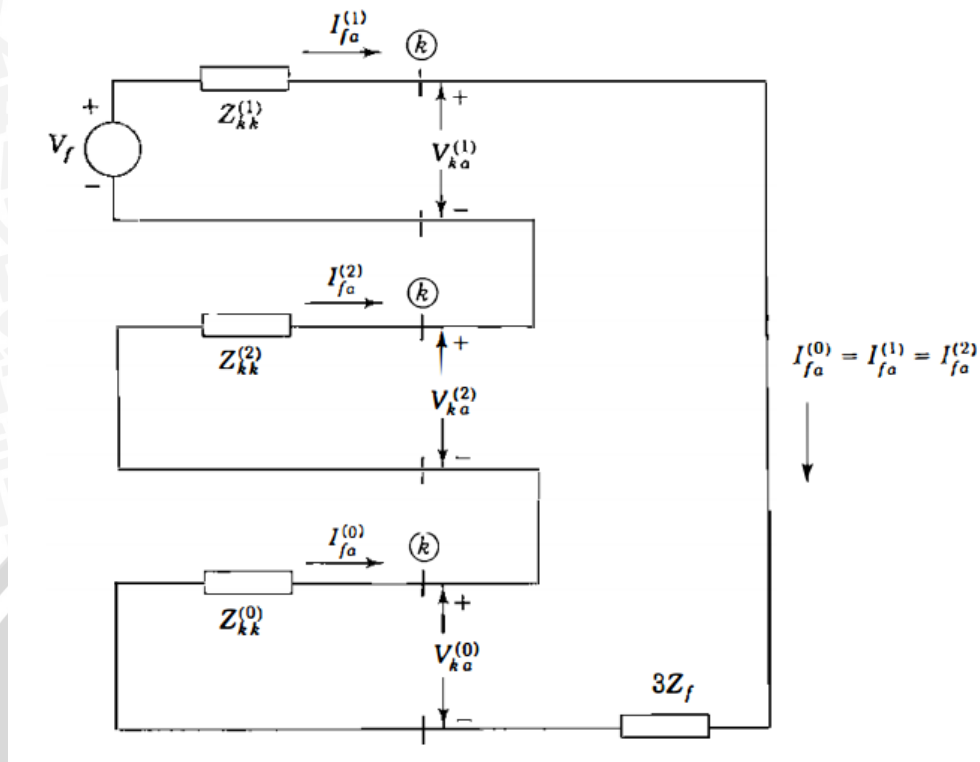 I_{fa}^{(1)}
k
+
Z_{kk}^{(1)}
+
V_f
V_{ka}^{(1)}
−
−
I_{fa}^{(2)}
k
+
Z_{kk}^{(2)}
I_{fa}^{(0)} = I_{fa}^{(1)} = I_{fa}^{(2)}
V_{ka}^{(2)}
−
I_{fa}^{(0)}
k
+
Z_{kk}^{(0)}
V_{ka}^{(0)}
3Z_f
−